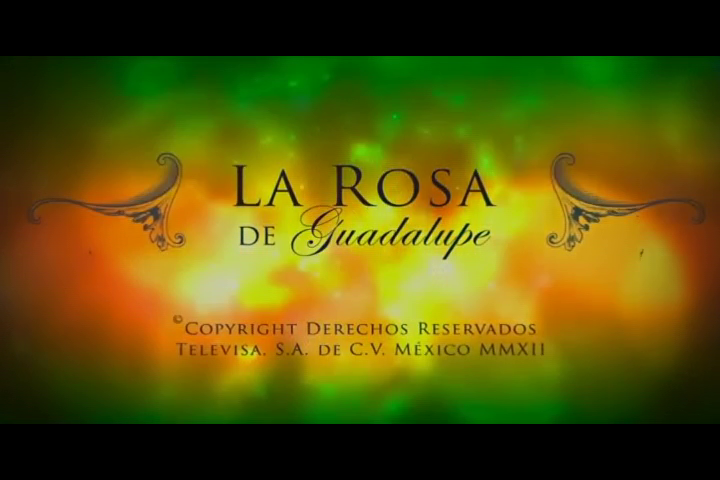 LA ROSA
DE Guadalupe
©COPYRIGHT DERECHOS RESERVADOS
TELEVISA, S.A. DE C.V. MÉXICO MMXII